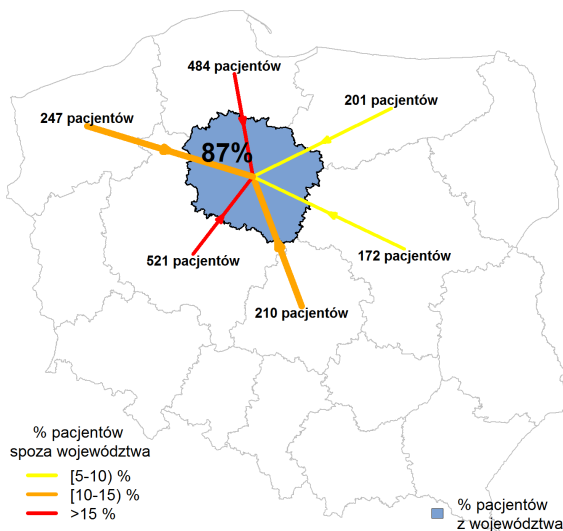 484 pacjentów
201 pacjentów
247 pacjentów
87%
521 pacjentów
172 pacjentów
210 pacjentów
% pacjentów
spoza województwa
[5-10) %
[10-15) %
>15 %
% pacjentów
z województwa